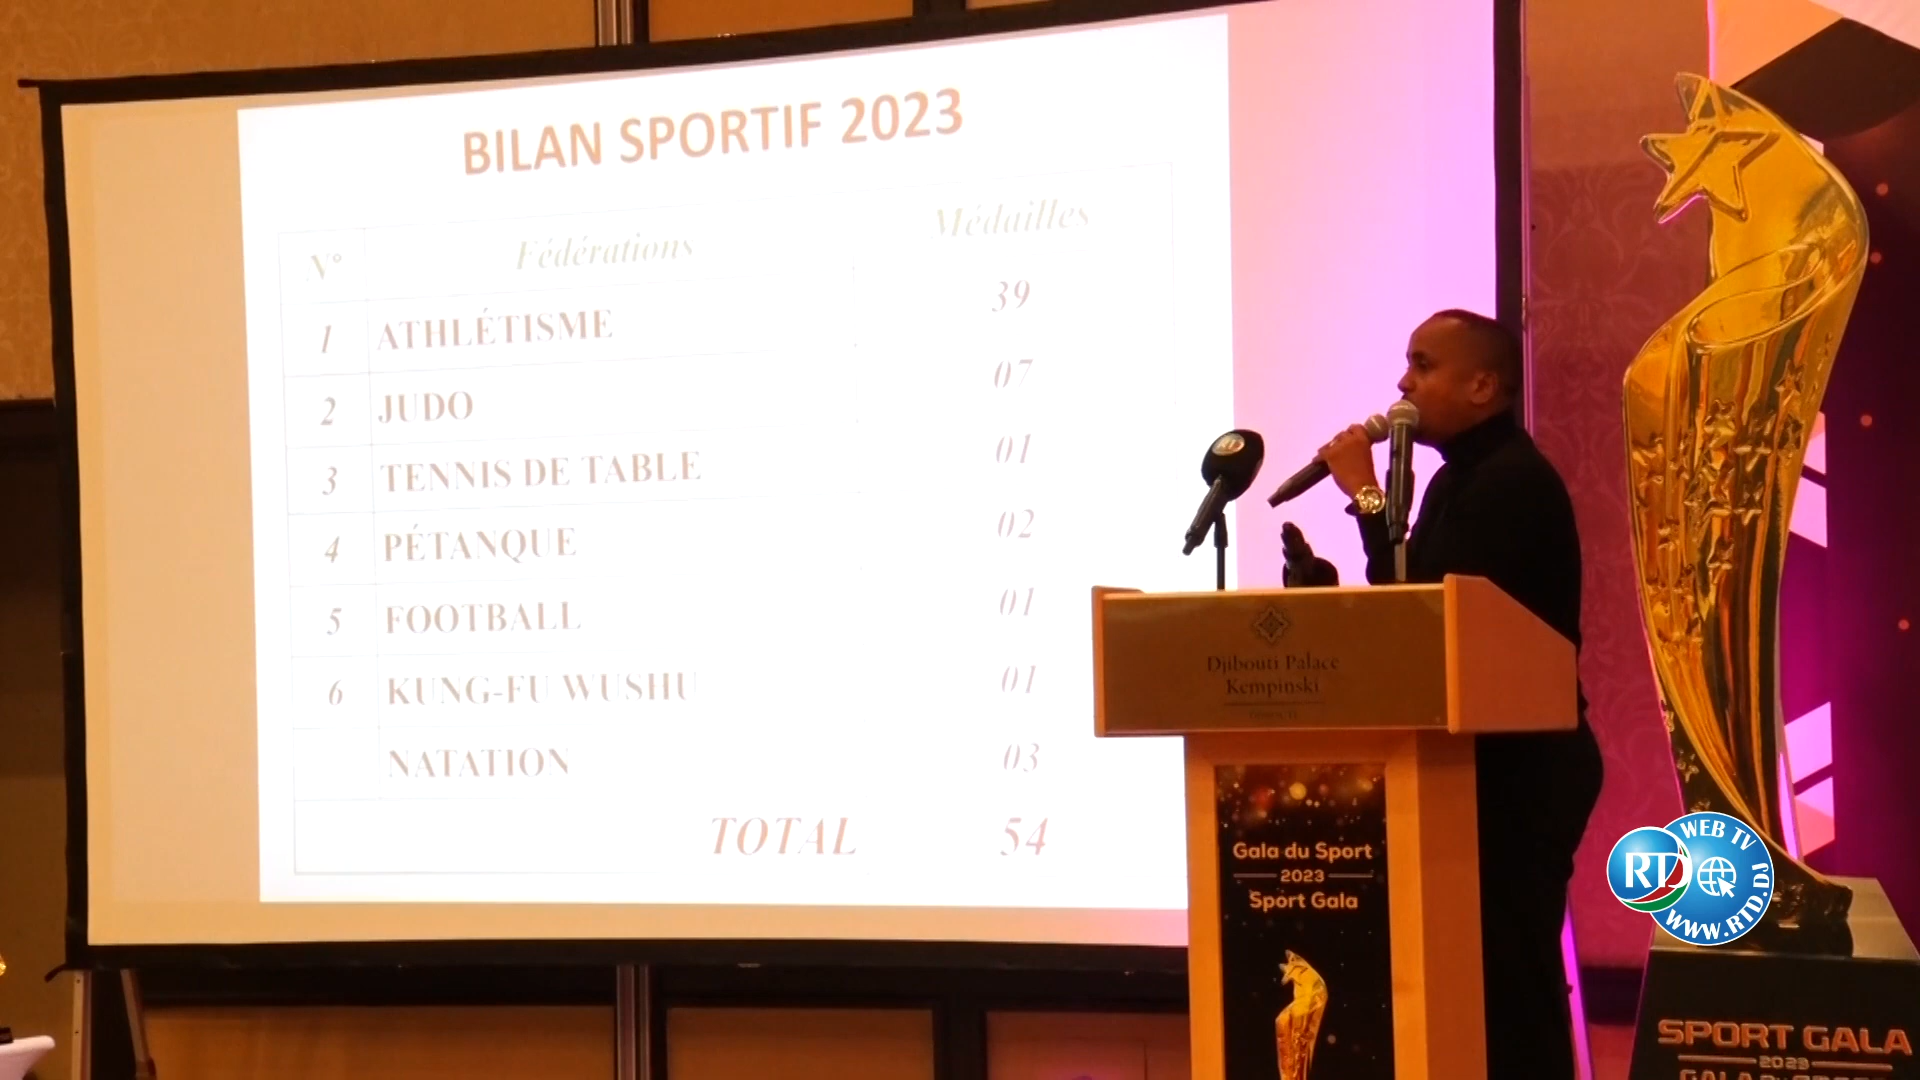 BILAN SPORTIF 2023
N° Fédérations Médailles
1 ATHLÉTISME 39
2 JUDO 07
3 TENNIS DE TABLE 01
4 PÉTANQUE 02
5 FOOTBALL 01
6 KUNG-FU WUSHU 01
NATATION 03
TOTAL 54
RTD
Djibouti Palace
Kempinski
Gala du Sport
2023
Sport Gala
WEB TV
RTD
WWW.RTD.DJ
SPORT GALA
2023